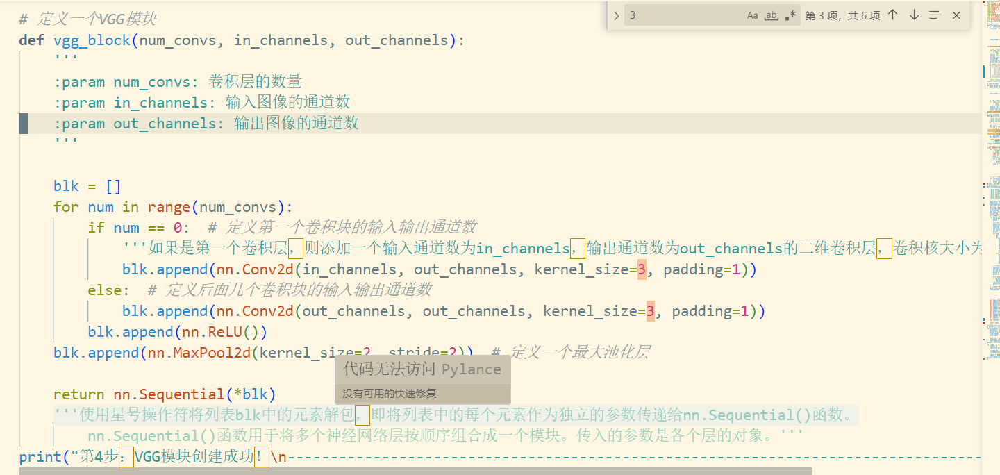 # 定义一个VGG模块
3
Aa ab .* 第 3 项，共 6 项
def vgg_block(num_convs, in_channels, out_channels):
'''
:param num_convs: 卷积层的数量
:param in_channels: 输入图像的通道数
:param out_channels: 输出图像的通道数
'''
blk = []
for num in range(num_convs):
if num == 0:  # 定义第一个卷积块的输入输出通道数
'''如果是第一个卷积层，则添加一个输入通道数为in_channels，输出通道数为out_channels的二维卷积层，卷积核大小为
blk.append(nn.Conv2d(in_channels, out_channels, kernel_size=3, padding=1))
else:  # 定义后面几个卷积块的输入输出通道数
blk.append(nn.Conv2d(out_channels, out_channels, kernel_size=3, padding=1))
blk.append(nn.ReLU())
blk.append(nn.MaxPool2d(kernel_size=2, stride=2))  # 定义一个最大池化层
代码无法访问 Pylance
没有可用的快速修复
return nn.Sequential(*blk)
'''使用星号操作符将列表blk中的元素解包，即将列表中的每个元素作为独立的参数传递给nn.Sequential()函数。
nn.Sequential()函数用于将多个神经网络层按顺序组合成一个模块。传入的参数是各个层的对象。'''
print("第4步：VGG模块创建成功！\n---------------------------------------------------------------------------------